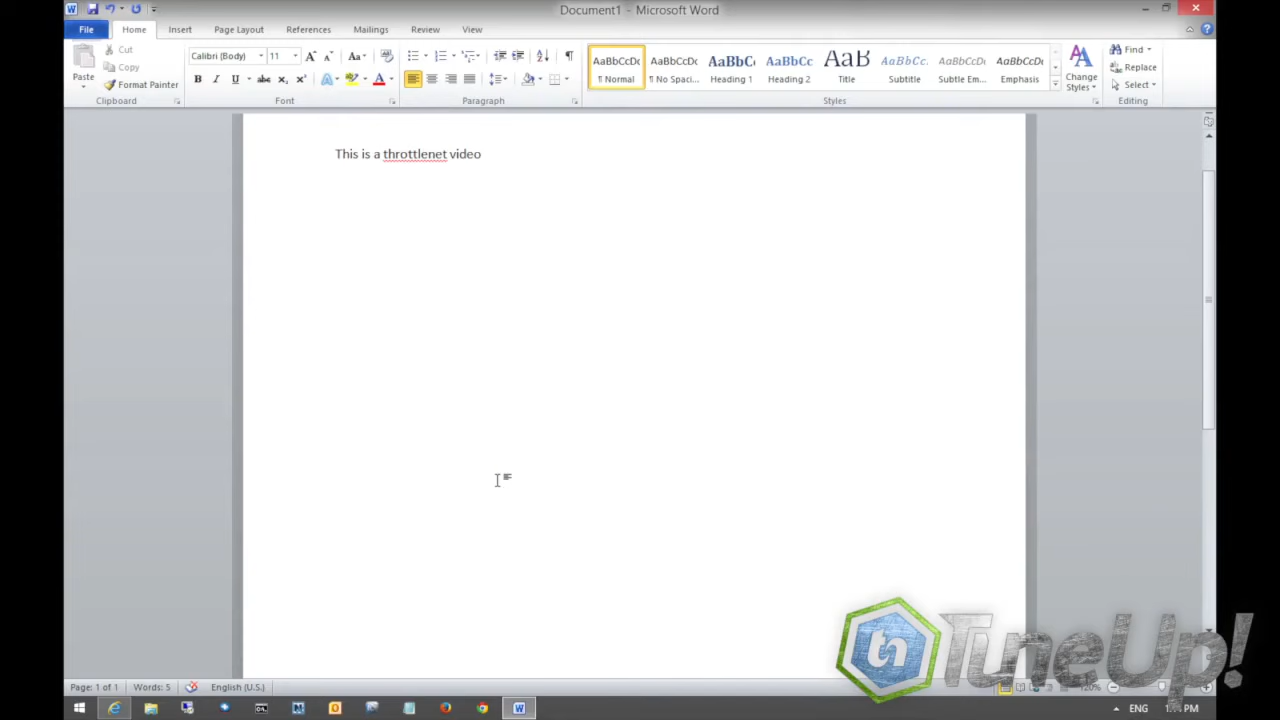 Document1 - Microsoft Word
File Home Insert Page Layout References Mailings Review View
Paste
Cut
Copy
Format Painter
Clipboard
Calibri (Body) 11
Font
Paragraph
AaBbCcDc AaBbCcDc AaBbC AaBbCc AaB AaBbCc. AaBbCcDc AaBbCcDc
¶ Normal ¶ No Spaci... Heading 1 Heading 2 Title Subtitle Subtle Em... Emphasis
Styles
Change Styles
Find
Replace
Select
Editing
This is a throttlenet video
tn TuneUp!
Page: 1 of 1 Words: 5 English (U.S.) 120%
ENG